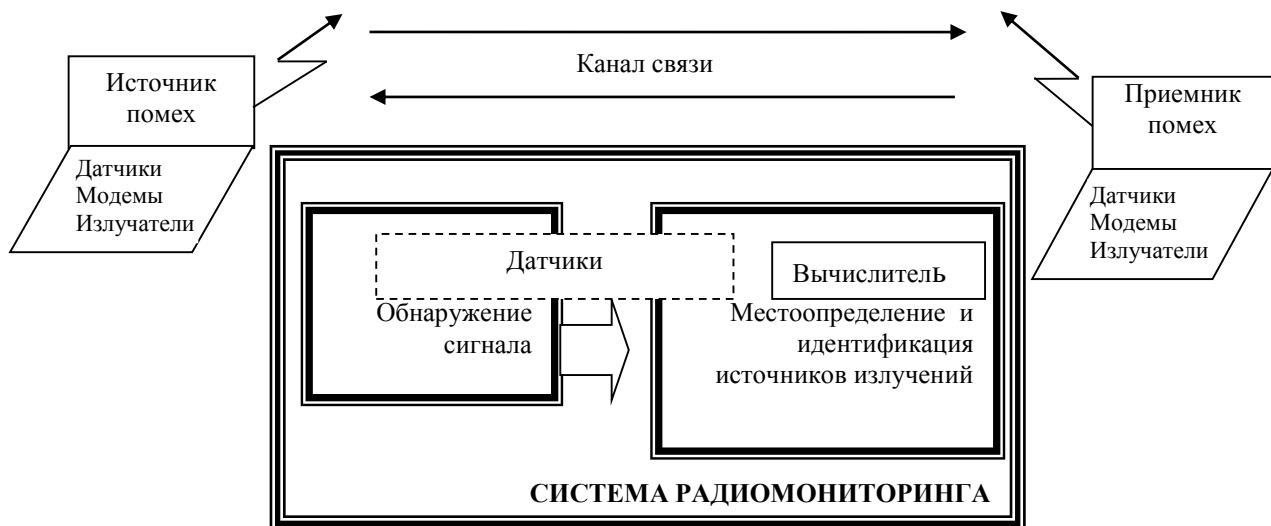 Канал связи
Источник
помех
Приемник
помех
Датчики
Модемы
Излучатели
Датчики
Модемы
Излучатели
Датчики
Вычислитель
Обнаружение
сигнала
Местоопределение и
идентификация
источников излучений
СИСТЕМА РАДИОМОНИТОРИНГА